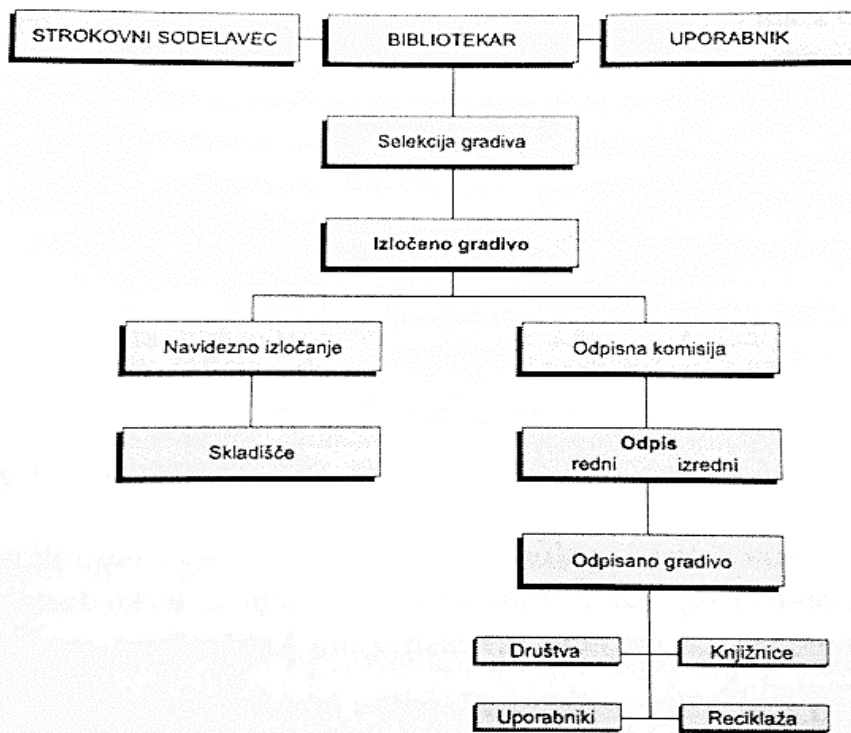 STROKOVNI SODELAVEC
BIBLIOTEKAR
UPORABNIK
Selekcija gradiva
Izločeno gradivo
Navidezno izločanje
Odpisna komisija
Skladišče
Odpis
redni izredni
Odpisano gradivo
Društva
Knjižnice
Uporabniki
Reciklaža